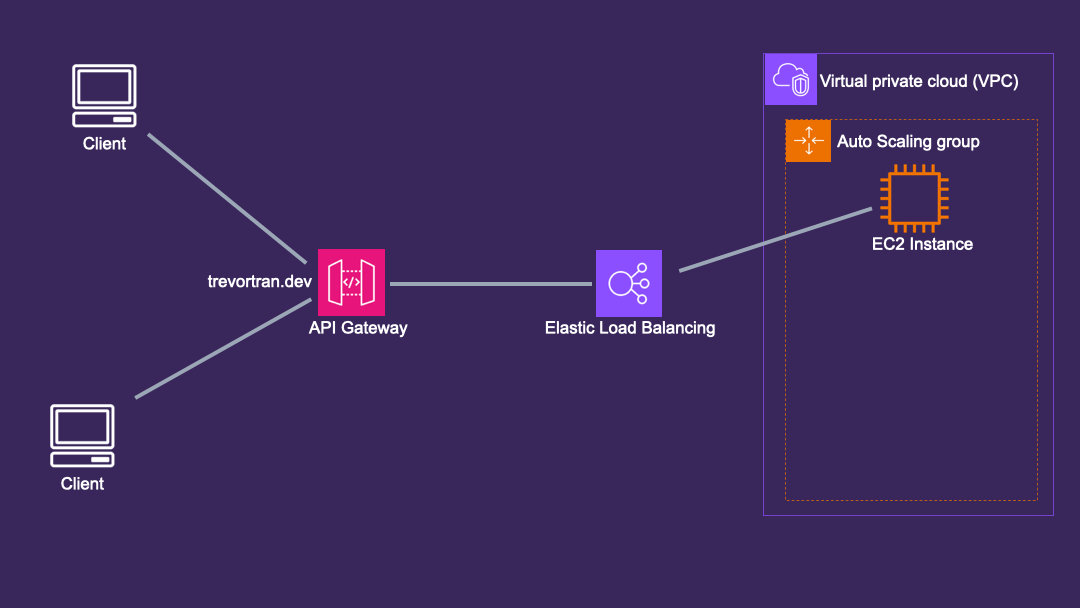 Client
Virtual private cloud (VPC)
Auto Scaling group
EC2 Instance
trevortran.dev
</>
API Gateway
Elastic Load Balancing
Client